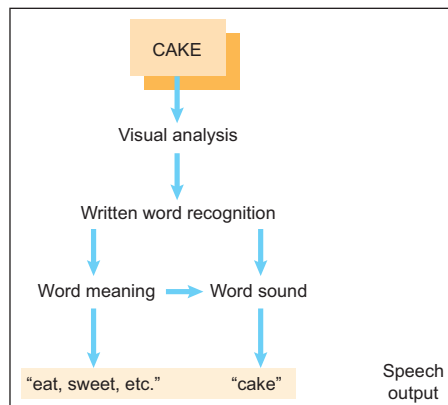 CAKE
Visual analysis
Written word recognition
Word meaning
Word sound
“eat, sweet, etc.”
“cake”
Speech
output